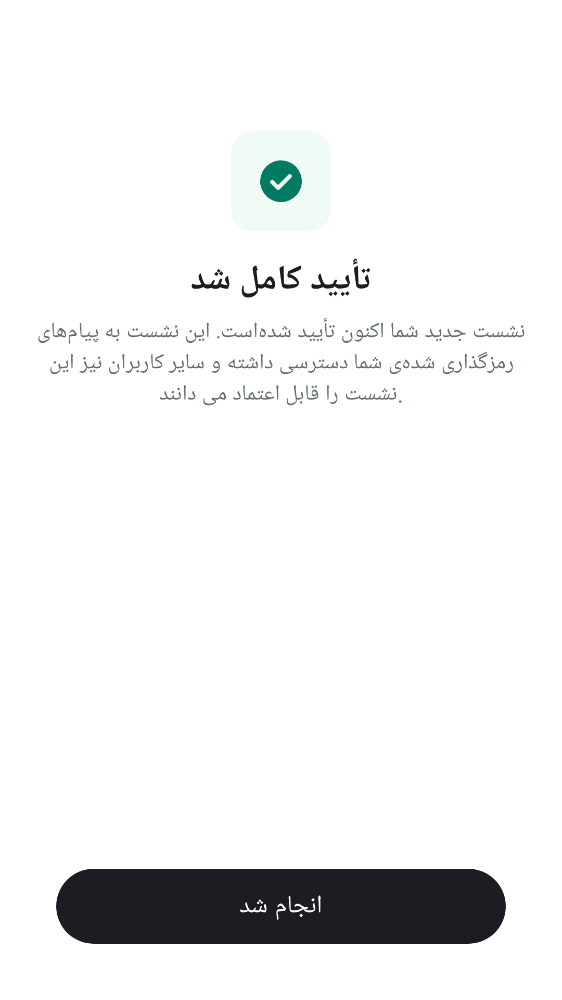 تأیید کامل شد
نشست جدید شما اکنون تأیید شده‌است. این نشست به پیام‌های
رمزگذاری شده‌ی شما دسترسی داشته و سایر کاربران نیز این
نشست را قابل اعتماد می دانند.
انجام شد